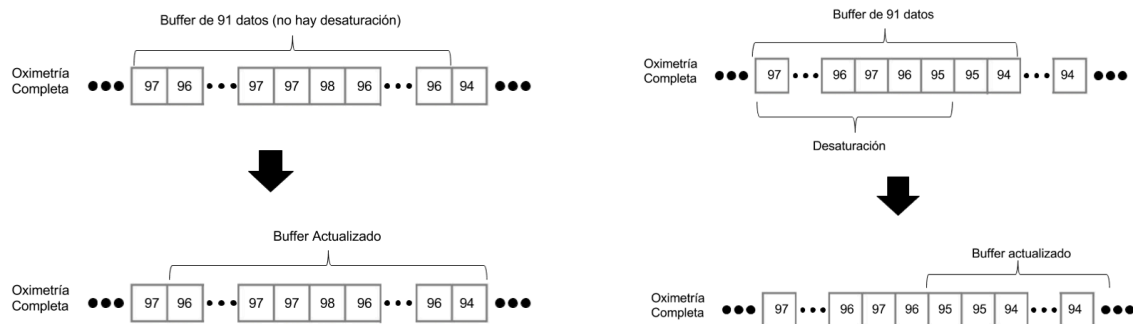 Buffer de 91 datos (no hay desaturación)
Oximetría
Completa
97 96 97 97 98 96 96 94
Buffer Actualizado
Oximetría
Completa
97 96 97 97 98 96 96 94
Buffer de 91 datos
Oximetría
Completa
97 96 97 96 95 95 94 94
Desaturación
Buffer actualizado
Oximetría
Completa
97 96 97 96 95 95 94 94